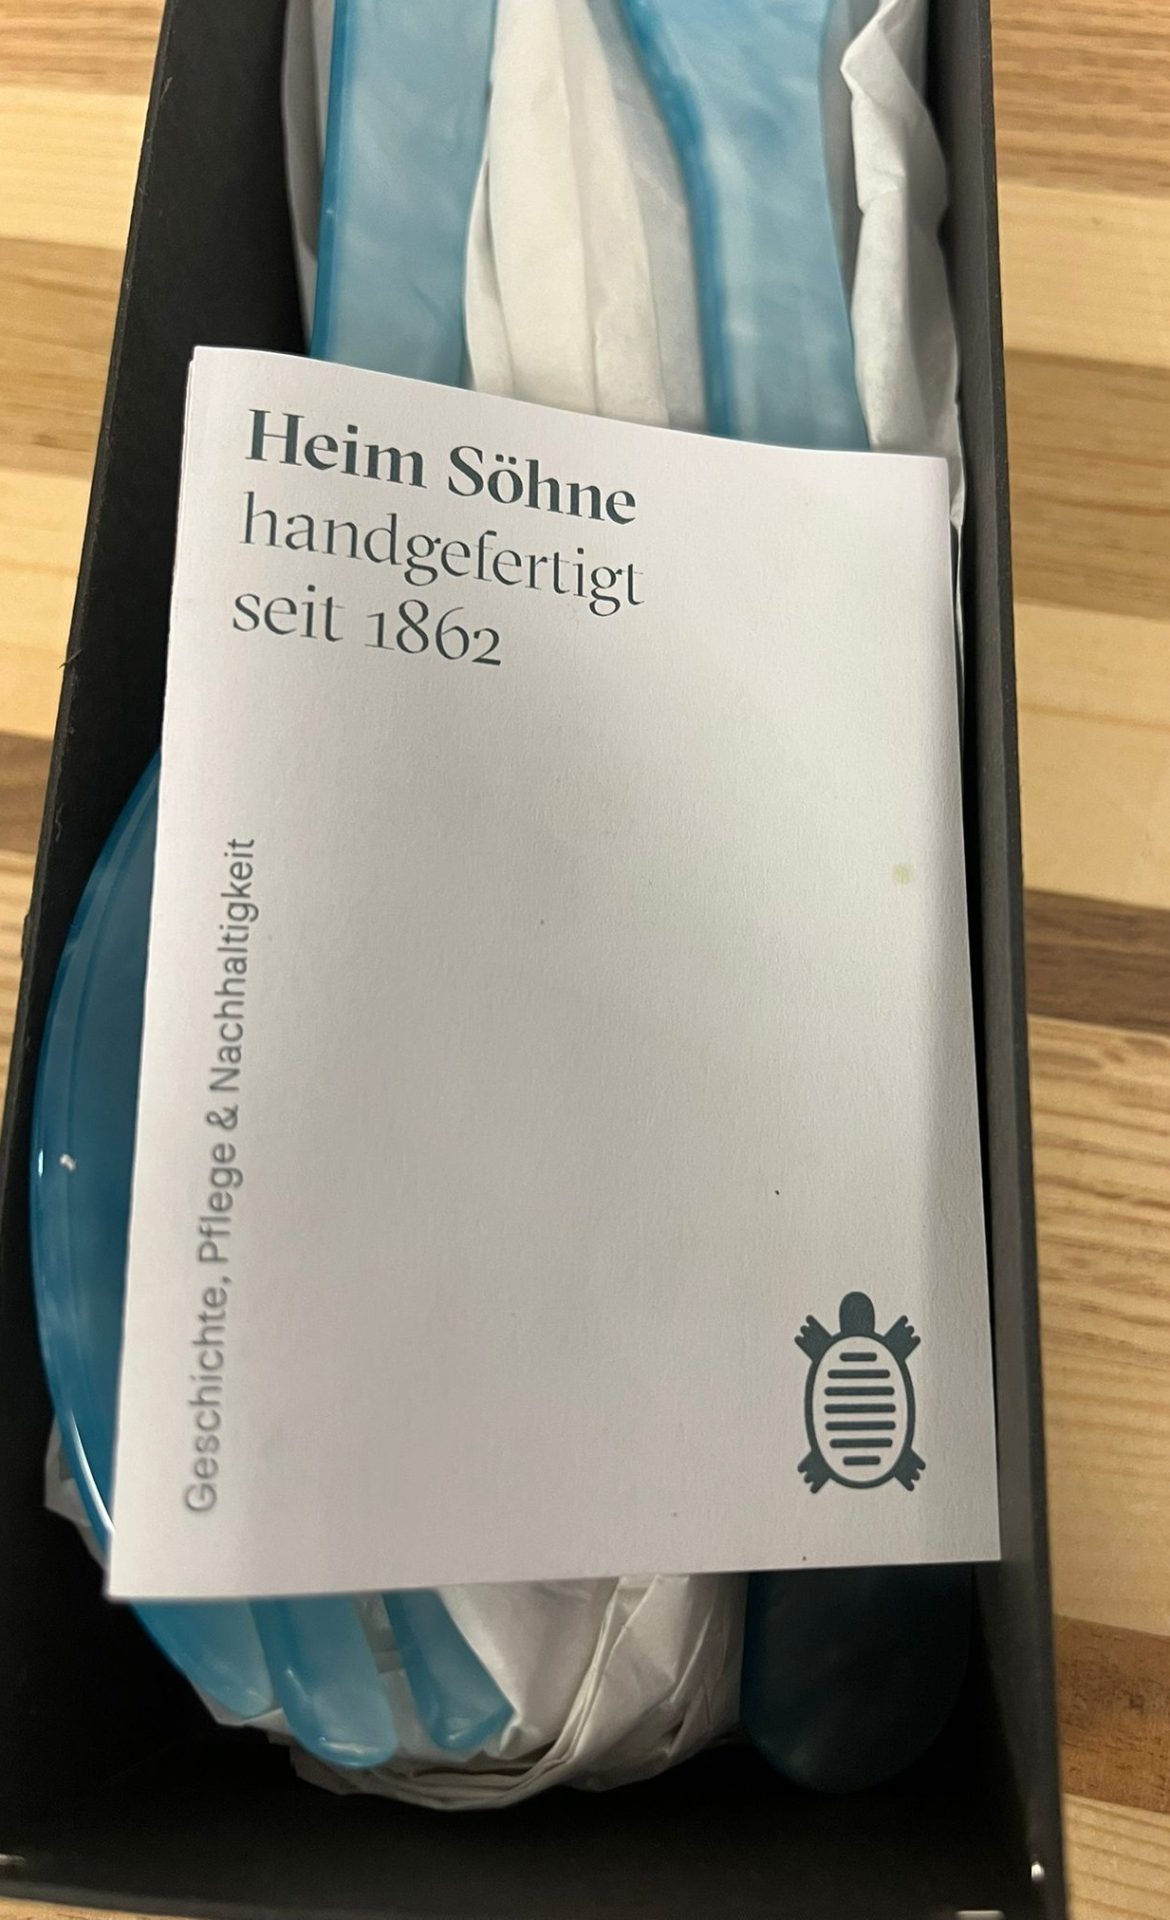 Heim Söhne
handgefertigt
seit 1862
Geschichte, Pflege & Nachhaltigkeit